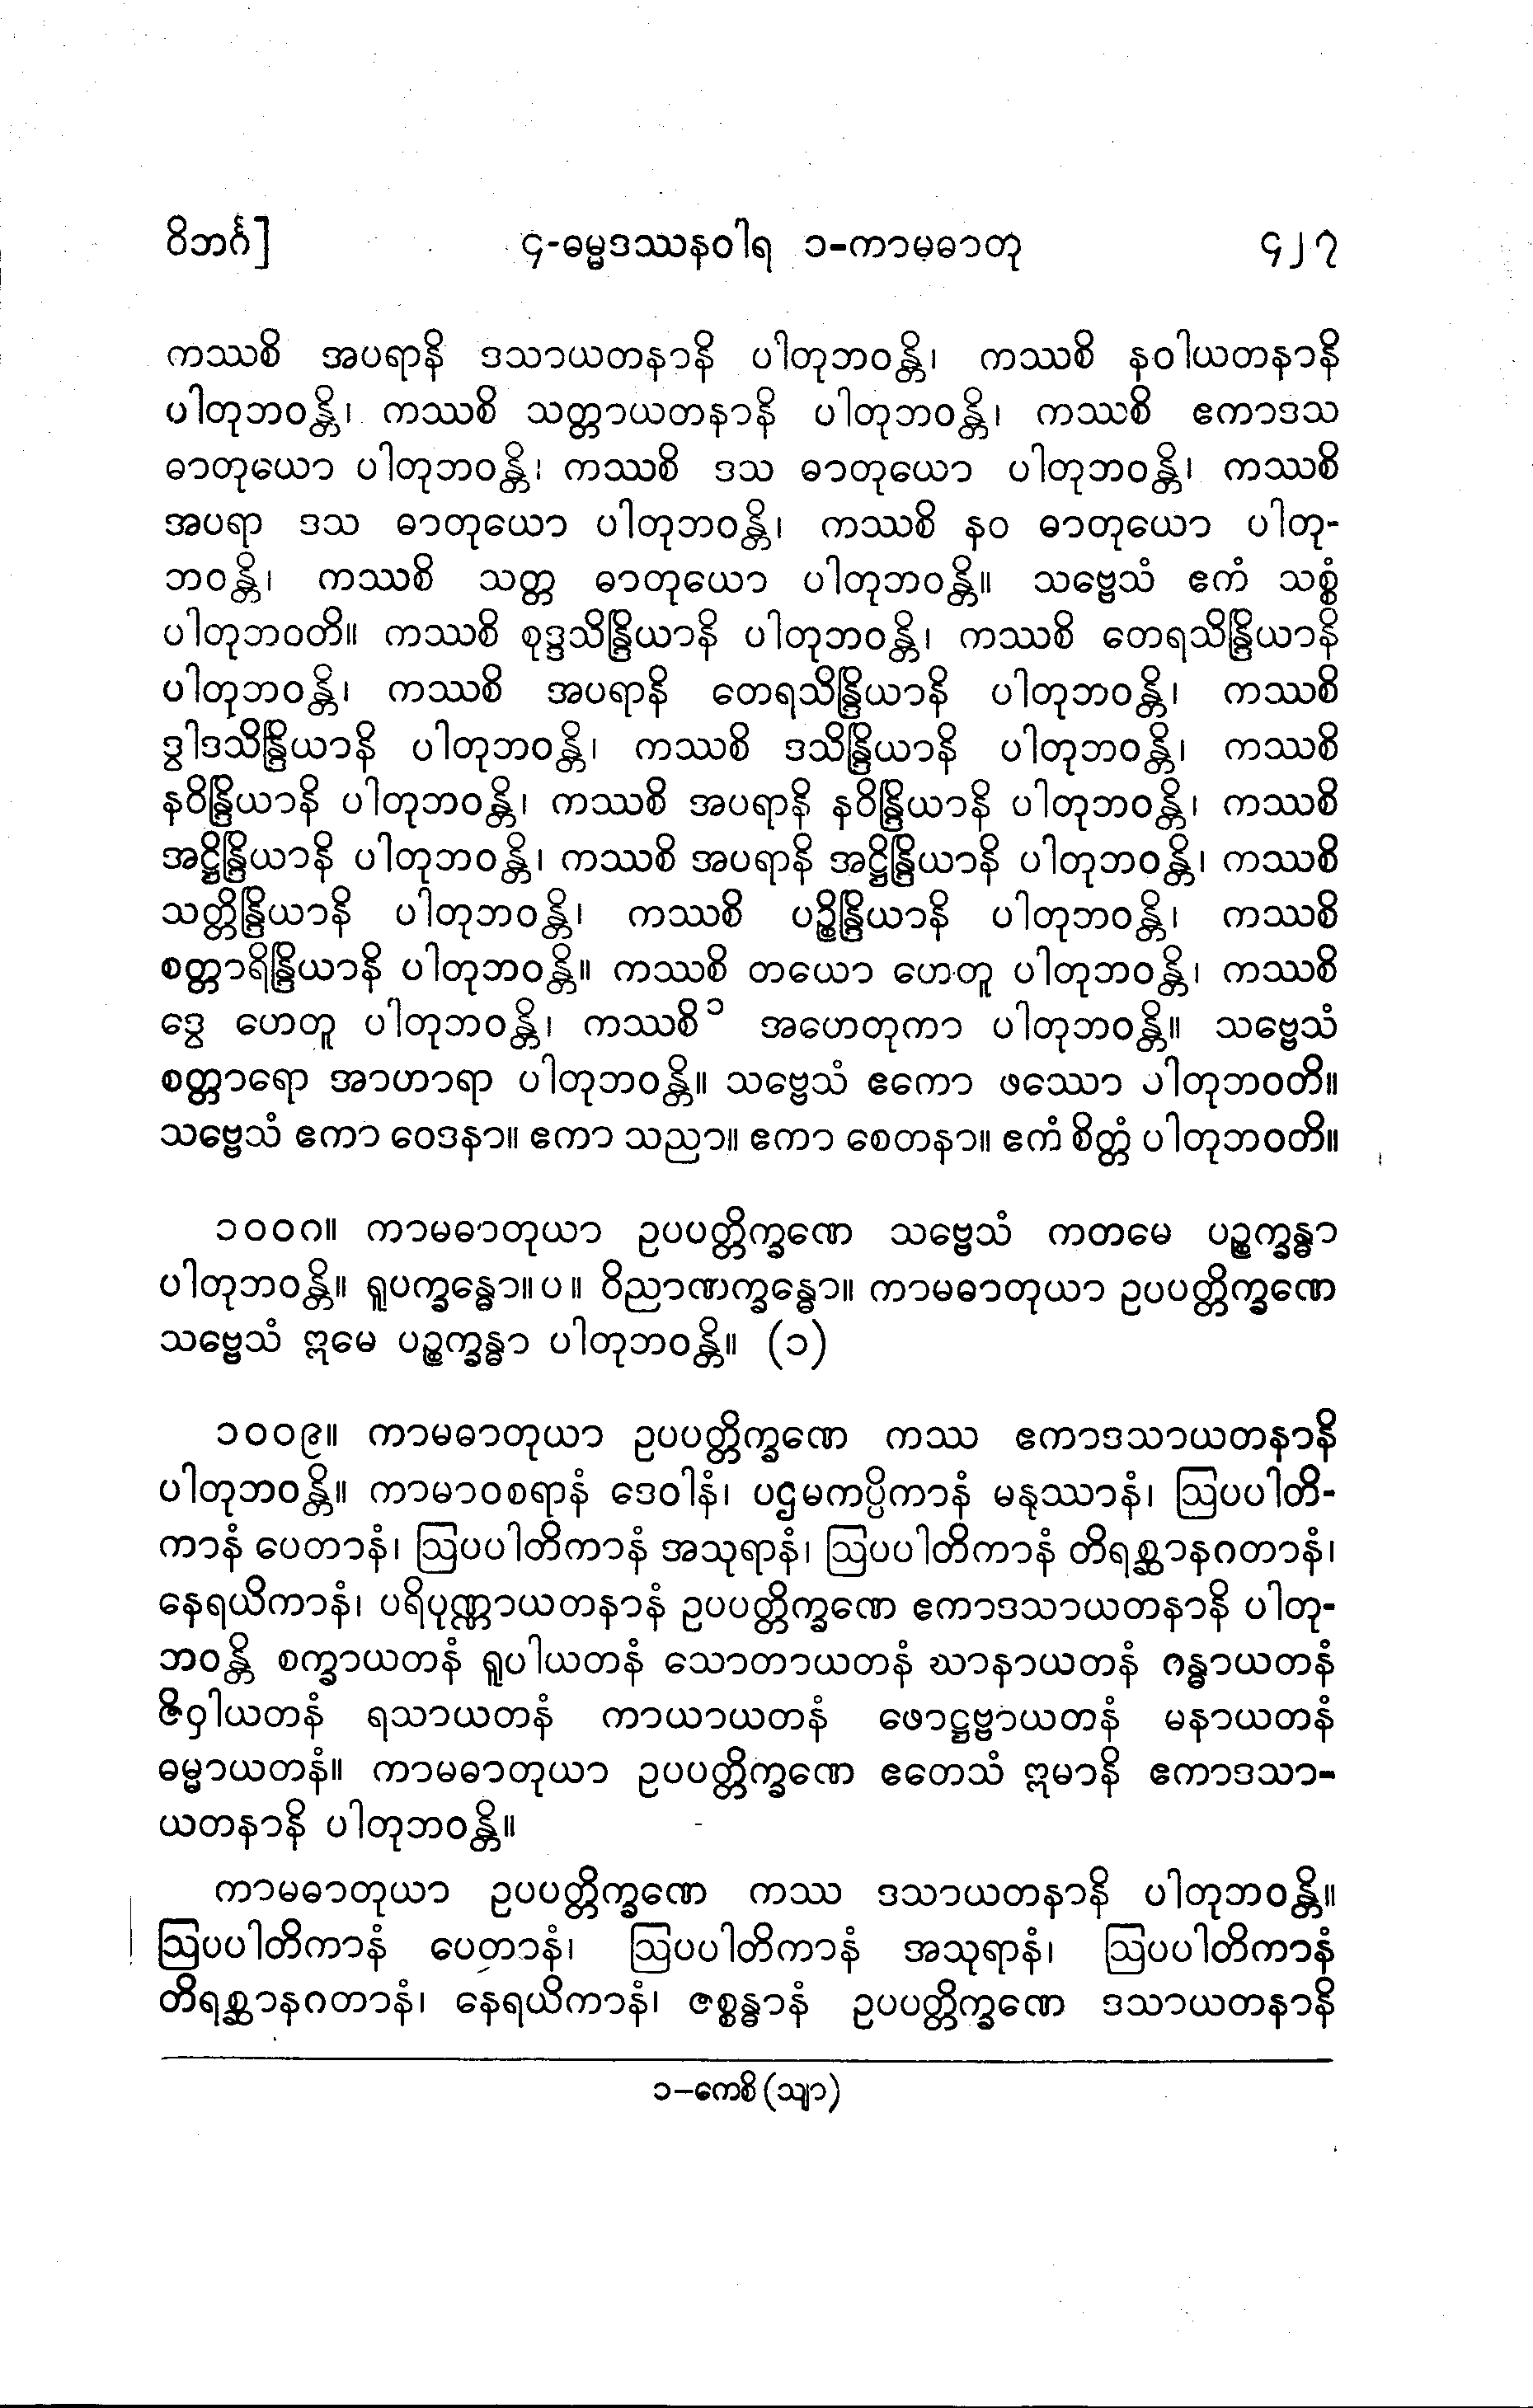 ဝိဘင်္ဂ] ၄-ဓမ္မဒဿနဝါရ ၁-ကာမဓာတု ၄၂၇
ကဿစိ အပရာနိ ဒသာယတနာနိ ပါတုဘဝန္တိ၊ ကဿစိ နဝါယတနာနိ
ပါတုဘဝန္တိ၊ ကဿစိ သတ္တာယတနာနိ ပါတုဘဝန္တိ၊ ကဿစိ ဧကာဒသ
ဓာတုယော ပါတုဘဝန္တိ၊ ကဿစိ ဒသ ဓာတုယော ပါတုဘဝန္တိ၊ ကဿစိ
အပရာ ဒသ ဓာတုယော ပါတုဘဝန္တိ၊ ကဿစိ နဝ ဓာတုယော ပါတု-
ဘဝန္တိ၊ ကဿစိ သတ္တ ဓာတုယော ပါတုဘဝန္တိ။ သဗ္ဗေသံ ဧကံ သစ္စံ
ပါတုဘဝတိ။ ကဿစိ စုဒ္ဒသိန္ဒြိယာနိ ပါတုဘဝန္တိ၊ ကဿစိ တေရသိန္ဒြိယာနိ
ပါတုဘဝန္တိ၊ ကဿစိ အပရာနိ တေရသိန္ဒြိယာနိ ပါတုဘဝန္တိ၊ ကဿစိ
ဒွါဒသိန္ဒြိယာနိ ပါတုဘဝန္တိ၊ ကဿစိ ဒသိန္ဒြိယာနိ ပါတုဘဝန္တိ၊ ကဿစိ
နဝိန္ဒြိယာနိ ပါတုဘဝန္တိ၊ ကဿစိ အပရာနိ နဝိန္ဒြိယာနိ ပါတုဘဝန္တိ၊ ကဿစိ
အဋ္ဌိန္ဒြိယာနိ ပါတုဘဝန္တိ၊ ကဿစိ အပရာနိ အဋ္ဌိန္ဒြိယာနိ ပါတုဘဝန္တိ၊ ကဿစိ
သတ္တိန္ဒြိယာနိ ပါတုဘဝန္တိ၊ ကဿစိ ပဉ္စိန္ဒြိယာနိ ပါတုဘဝန္တိ၊ ကဿစိ
စတ္တာရိန္ဒြိယာနိ ပါတုဘဝန္တိ။ ကဿစိ တယော ဟေတူ ပါတုဘဝန္တိ၊ ကဿစိ
ဒွေ ဟေတူ ပါတုဘဝန္တိ၊ ကဿစိ ၁ အဟေတုကာ ပါတုဘဝန္တိ။ သဗ္ဗေသံ
စတ္တာရော အာဟာရာ ပါတုဘဝန္တိ။ သဗ္ဗေသံ ဧကော ဖဿော ပါတုဘဝတိ။
သဗ္ဗေသံ ဧကာ ဝေဒနာ။ ဧကာ သညာ။ ဧကာ စေတနာ။ ဧကံ စိတ္တံ ပါတုဘဝတိ။
၁၀၀၈။ ကာမဓာတုယာ ဥပပတ္တိက္ခဏေ သဗ္ဗေသံ ကတမေ ပဉ္စက္ခန္ဓာ
ပါတုဘဝန္တိ။ ရူပက္ခန္ဓော။ပ။ ဝိညာဏက္ခန္ဓော။ ကာမဓာတုယာ ဥပပတ္တိက္ခဏေ
သဗ္ဗေသံ ဣမေ ပဉ္စက္ခန္ဓာ ပါတုဘဝန္တိ။ (၁)
၁၀၀၉။ ကာမဓာတုယာ ဥပပတ္တိက္ခဏေ ကဿ ဧကာဒသာယတနာနိ
ပါတုဘဝန္တိ။ ကာမာဝစရာနံ ဒေဝါနံ၊ ပဌမကပ္ပိကာနံ မနုဿာနံ၊ ဩပပါတိ-
ကာနံ ပေတာနံ၊ ဩပပါတိကာနံ အသုရာနံ၊ ဩပပါတိကာနံ တိရစ္ဆာနဂတာနံ၊
နေရယိကာနံ၊ ပရိပုဏ္ဏာယတနာနံ ဥပပတ္တိက္ခဏေ ဧကာဒသာယတနာနိ ပါတု-
ဘဝန္တိ စက္ခာယတနံ ရူပါယတနံ သောတာယတနံ ဃာနာယတနံ ဂန္ဓာယတနံ
ဇိဝှါယတနံ ရသာယတနံ ကာယာယတနံ ဖောဋ္ဌဗ္ဗာယတနံ မနာယတနံ
ဓမ္မာယတနံ။ ကာမဓာတုယာ ဥပပတ္တိက္ခဏေ ဧတေသံ ဣမာနိ ဧကာဒသာ-
ယတနာနိ ပါတုဘဝန္တိ။
ကာမဓာတုယာ ဥပပတ္တိက္ခဏေ ကဿ ဒသာယတနာနိ ပါတုဘဝန္တိ။
ဩပပါတိကာနံ ပေတာနံ၊ ဩပပါတိကာနံ အသုရာနံ၊ ဩပပါတိကာနံ
တိရစ္ဆာနဂတာနံ၊ နေရယိကာနံ၊ ဇစ္စန္ဓာနံ ဥပပတ္တိက္ခဏေ ဒသာယတနာနိ
၁–ကေစိ (သျာ)